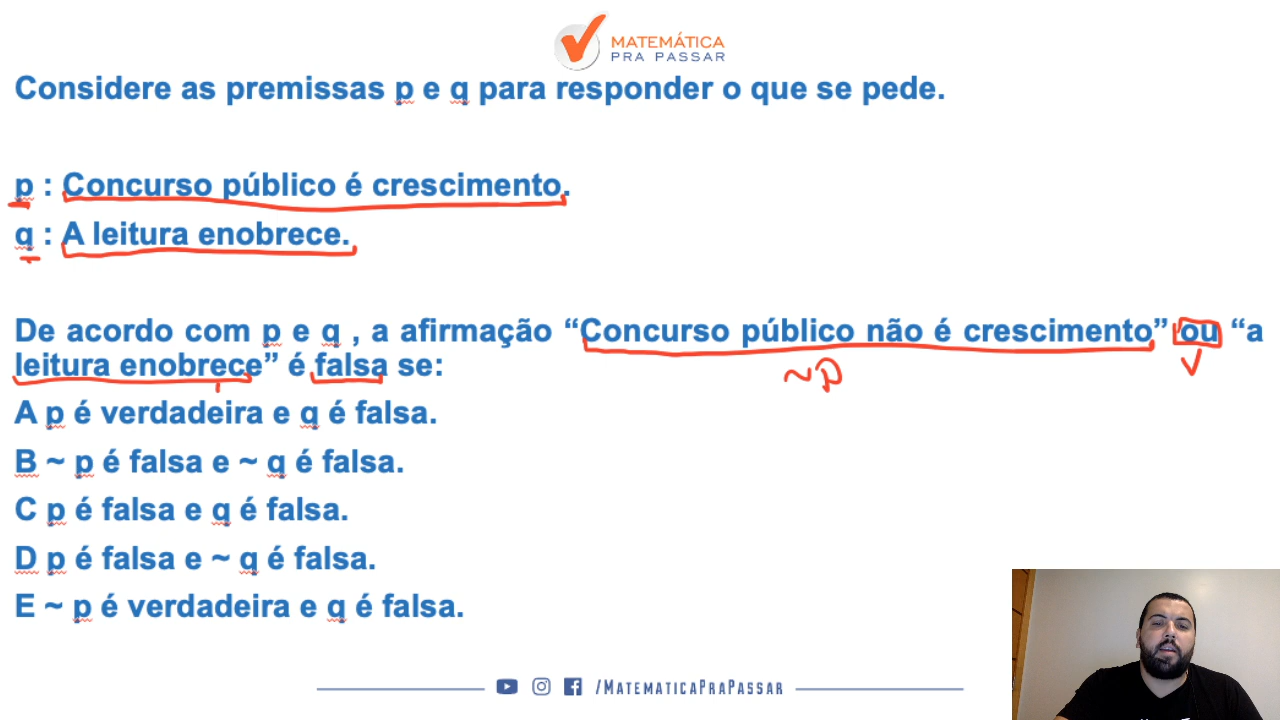 MATEMÁTICA
PRA PASSAR
Considere as premissas p e q para responder o que se pede.
p : Concurso público é crescimento.
q : A leitura enobrece.
De acordo com p e q , a afirmação “Concurso público não é crescimento” ou “a
leitura enobrece” é falsa se:
~p
V
A p é verdadeira e q é falsa.
B ~ p é falsa e ~ q é falsa.
C p é falsa e q é falsa.
D p é falsa e ~ q é falsa.
E ~ p é verdadeira e q é falsa.
/MATEMATICAPRAPASSAR